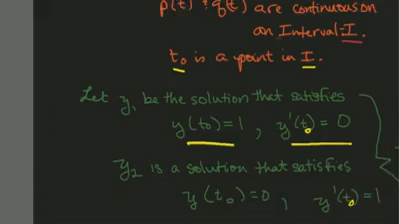 p(t) & q(t) are continuous on
an Interval=I.
t₀ is a ypoint in I.
Let y₁ be the solution that satisfies
y(t₀)=1 , y'(t₀) = 0
y₂ is a solution that satisfies
y(t₀)=0 , y'(t₀)=1